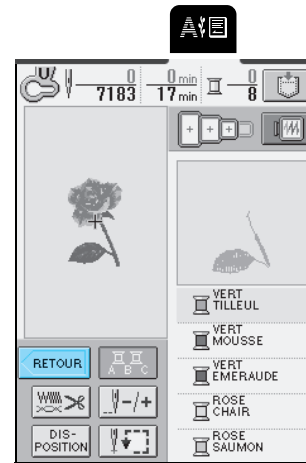 A
0
7183
0 min
17 min
0
8
RETOUR
A B C
-/+
DIS-
POSITION
VERT
TILLEUL
VERT
MOUSSE
VERT
EMERAUDE
ROSE
CHAIR
ROSE
SAUMON